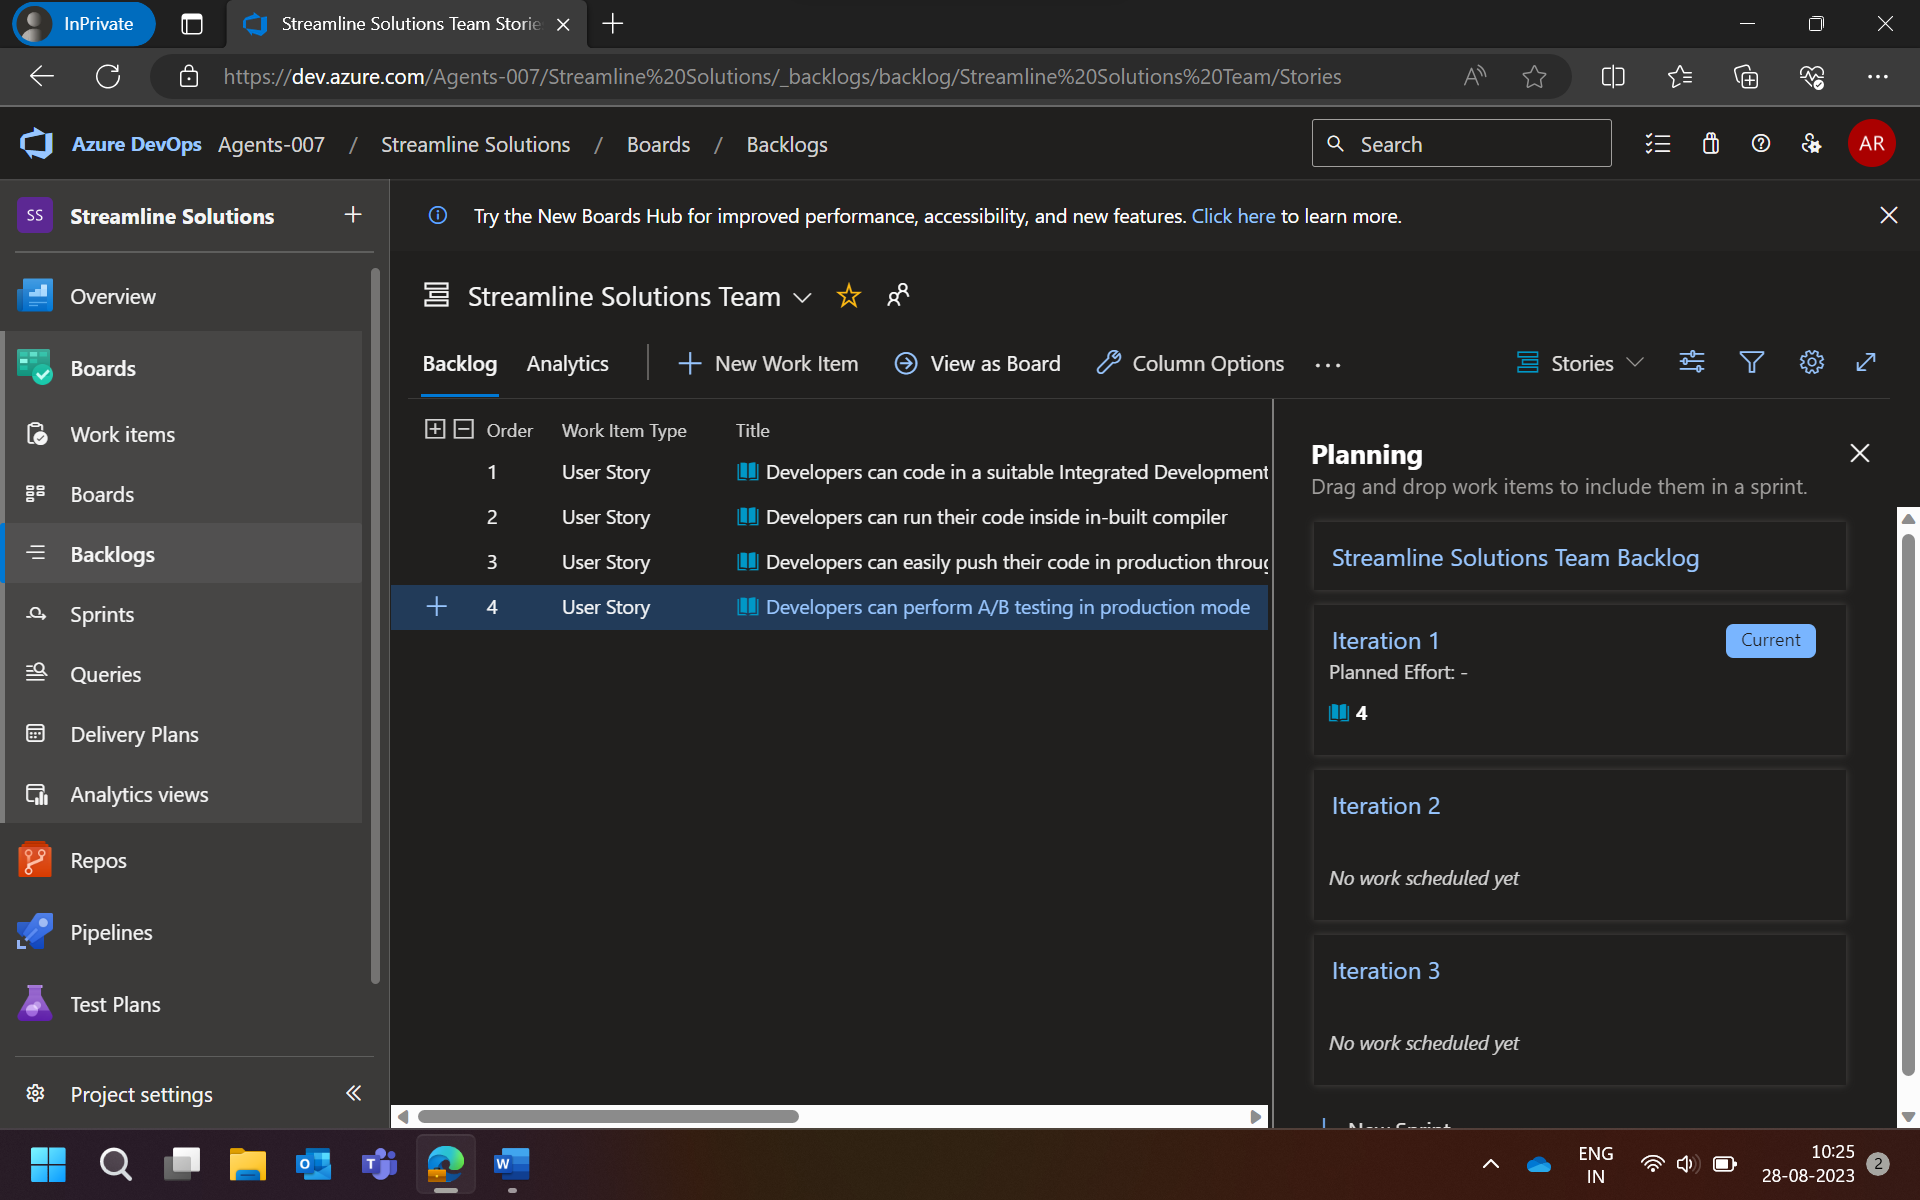 InPrivate
Streamline Solutions Team Storie
https://dev.azure.com/Agents-007/Streamline%20Solutions/_backlogs/backlog/Streamline%20Solutions%20Team/Stories
Azure DevOps Agents-007 / Streamline Solutions / Boards / Backlogs
Search
AR
SS Streamline Solutions
Overview
Boards
Work items
Boards
Backlogs
Sprints
Queries
Delivery Plans
Analytics views
Repos
Pipelines
Test Plans
Project settings
Try the New Boards Hub for improved performance, accessibility, and new features. Click here to learn more.
Streamline Solutions Team
Backlog Analytics New Work Item View as Board Column Options Stories
Order Work Item Type Title
1 User Story Developers can code in a suitable Integrated Development
2 User Story Developers can run their code inside in-built compiler
3 User Story Developers can easily push their code in production throug
4 User Story Developers can perform A/B testing in production mode
Planning
Drag and drop work items to include them in a sprint.
Streamline Solutions Team Backlog
Iteration 1 Current
Planned Effort: -
4
Iteration 2
No work scheduled yet
Iteration 3
No work scheduled yet
New Sprint
ENG
IN
10:25
28-08-2023
2